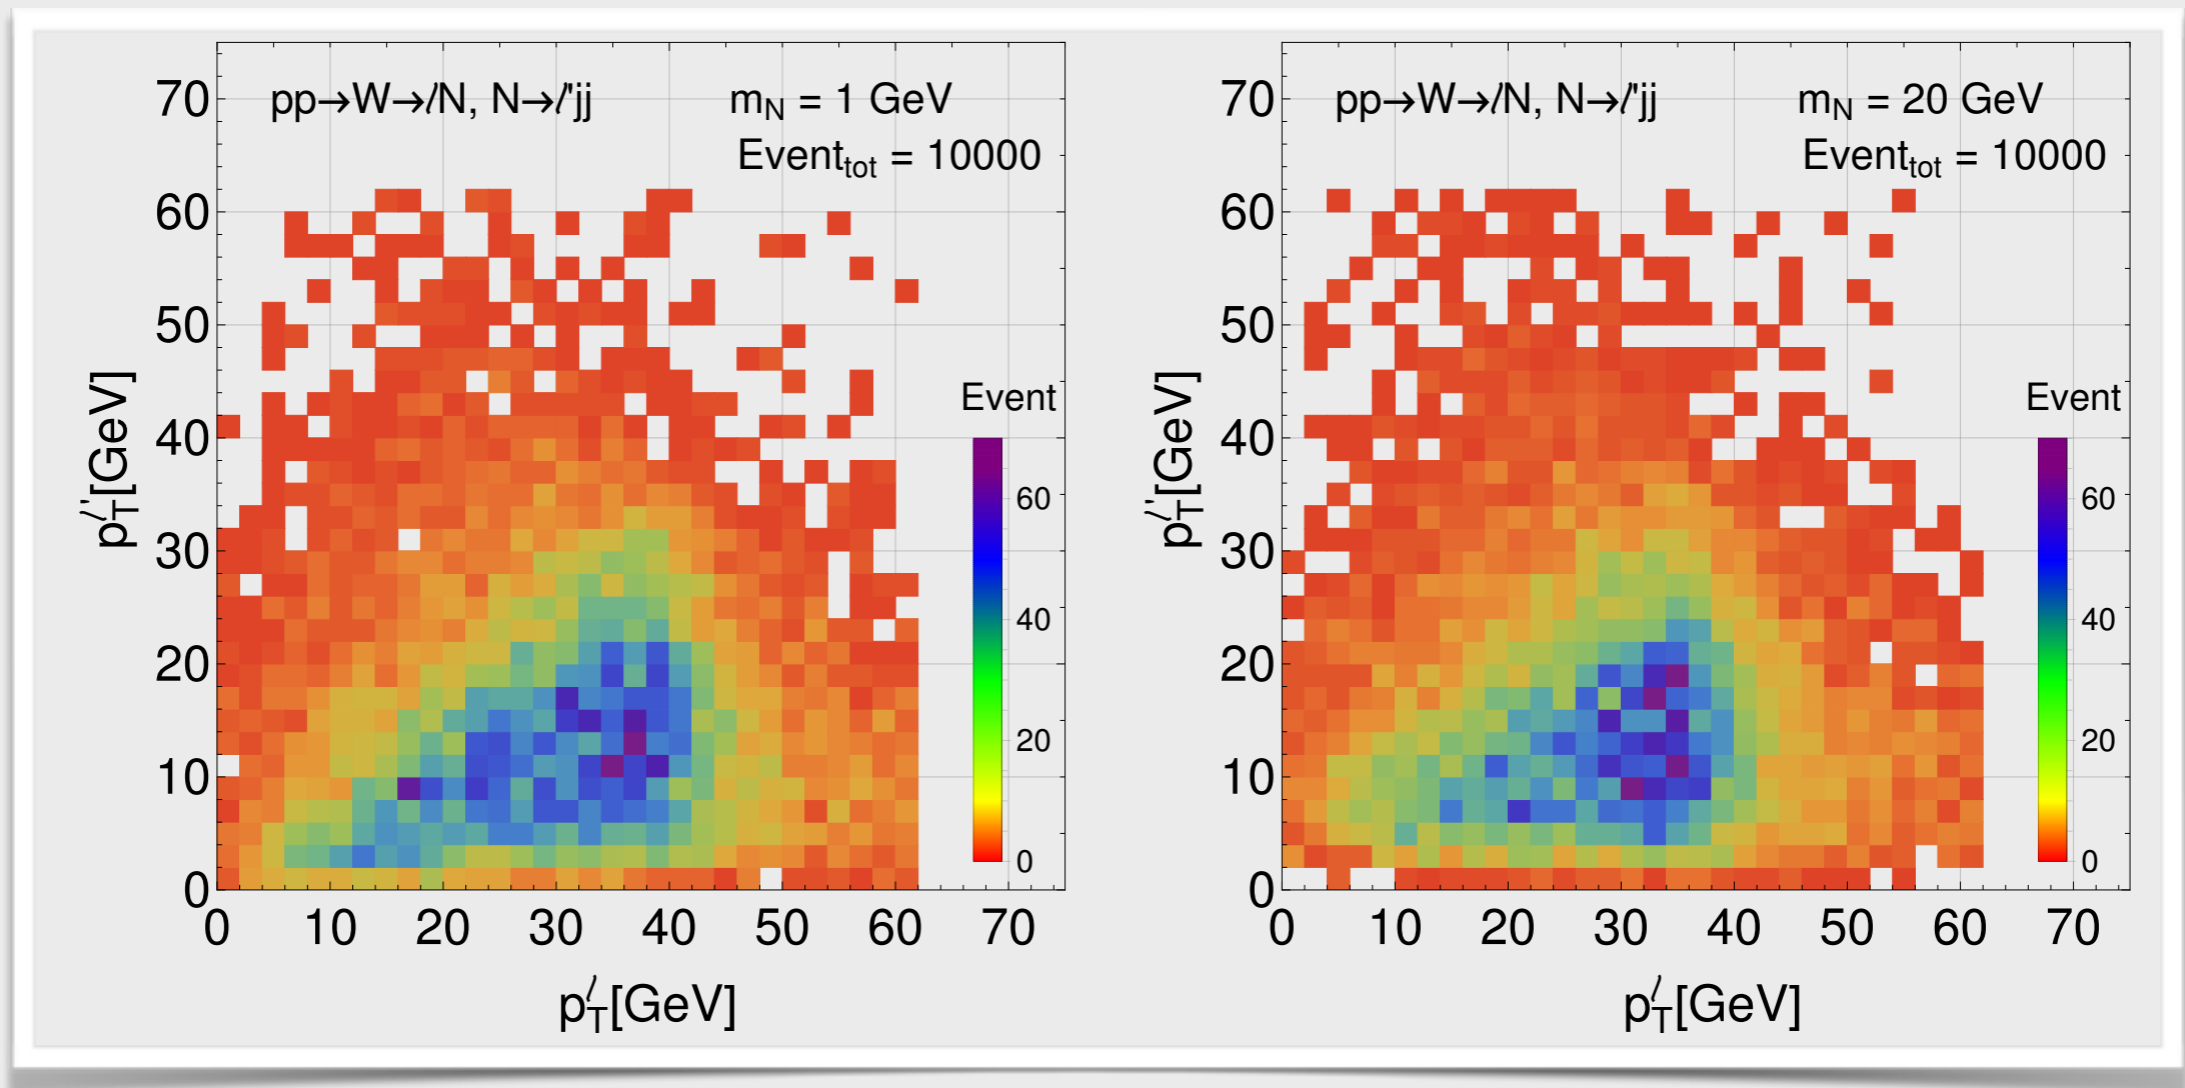 pp→W→ℓN, N→ℓ'jj
m_N = 1 GeV
Event_tot = 10000
70
60
50
40
30
20
10
0
p_T^ℓ'[GeV]
Event
60
40
20
0
0 10 20 30 40 50 60 70
p_T^ℓ[GeV]
pp→W→ℓN, N→ℓ'jj
m_N = 20 GeV
Event_tot = 10000
70
60
50
40
30
20
10
0
p_T^ℓ'[GeV]
Event
60
40
20
0
0 10 20 30 40 50 60 70
p_T^ℓ[GeV]